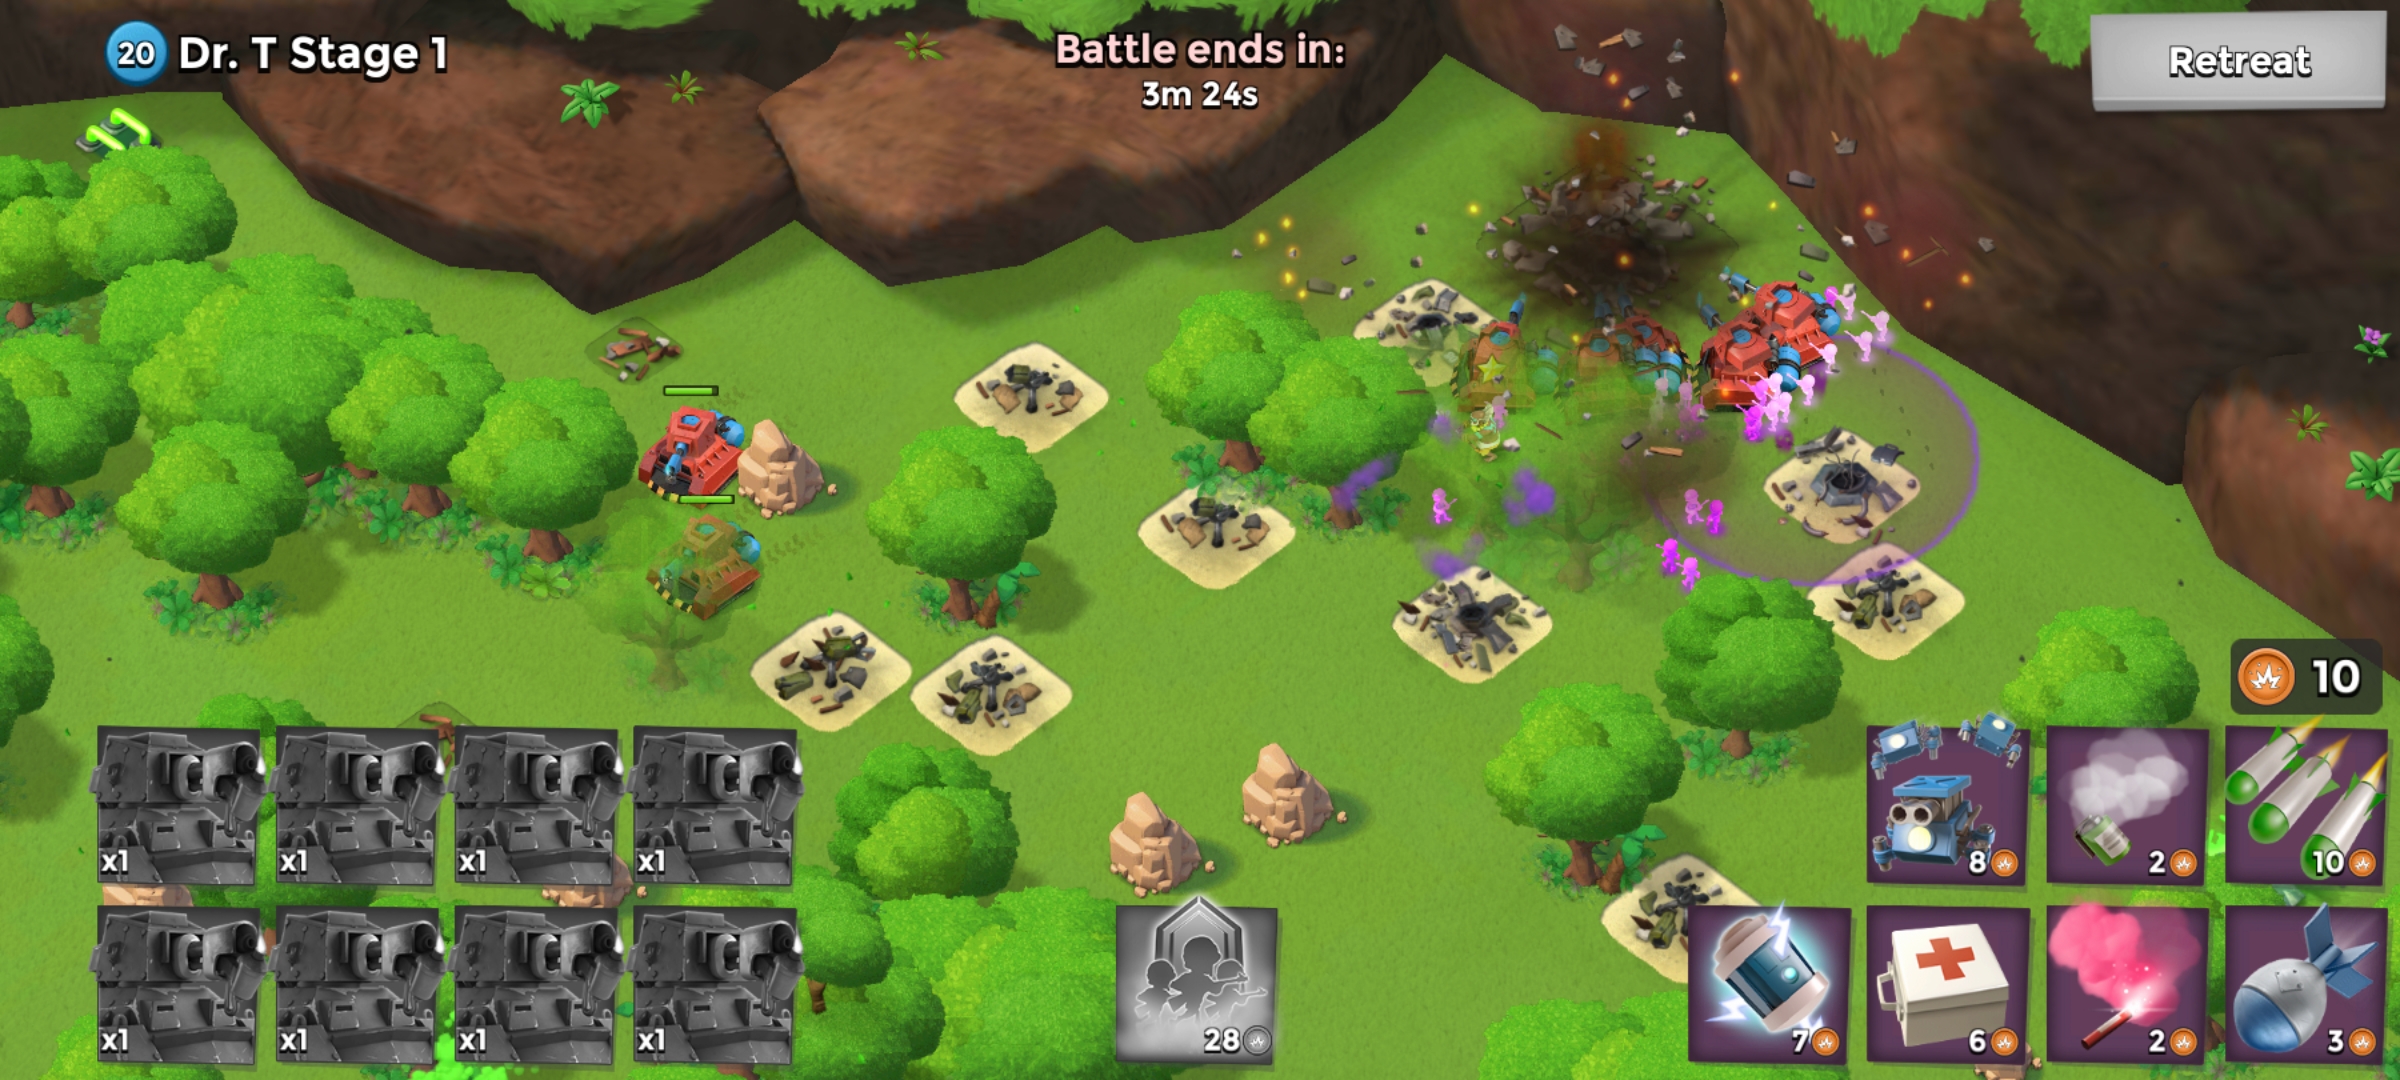 20 Dr. T Stage 1
Battle ends in:
3m 24s
Retreat
10
x1 x1 x1 x1
8 2 10
x1 x1 x1 x1
28
7 6 2 3